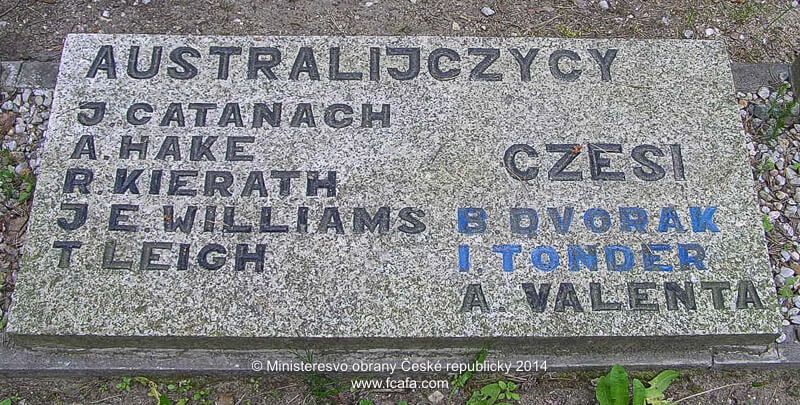 AUSTRALIJCZYCY
J. CATANACH
A. HAKE
R. KIERATH
J. E. WILLIAMS
T. LEIGH
CZESI
B. DVORAK
I. TONDER
A. VALENTA
© Ministeresvo obrany České republicky 2014
www.fcafa.com